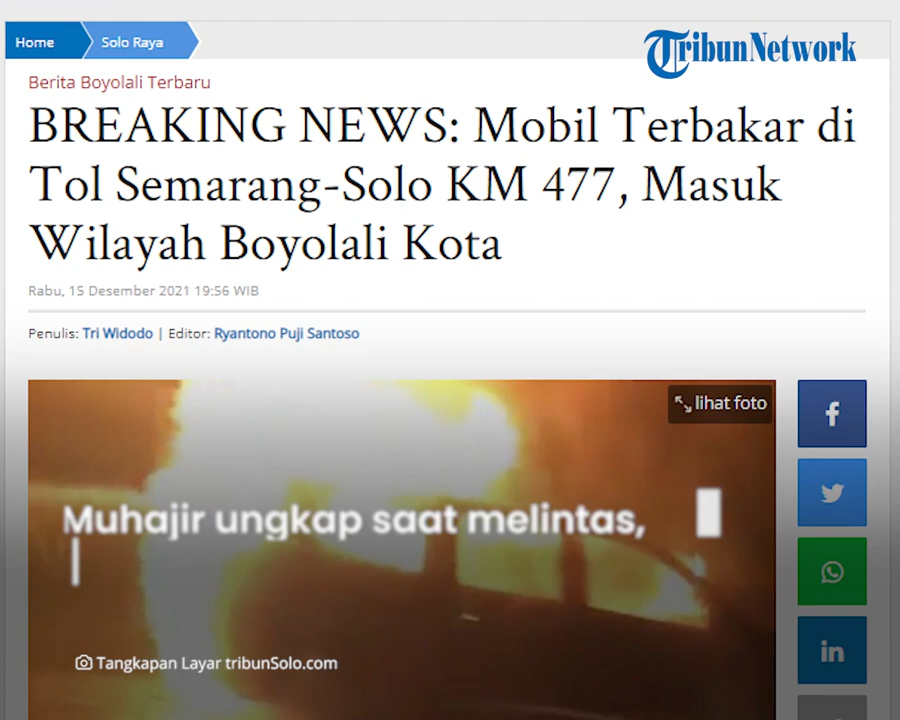 Home
Solo Raya
TribunNetwork
Berita Boyolali Terbaru
BREAKING NEWS: Mobil Terbakar di
Tol Semarang-Solo KM 477, Masuk
Wilayah Boyolali Kota
Rabu, 15 Desember 2021 19:56 WIB
Penulis: Tri Widodo | Editor: Ryantono Puji Santoso
lihat foto
Muhajir ungkap saat melintas,
Tangkapan Layar tribunSolo.com